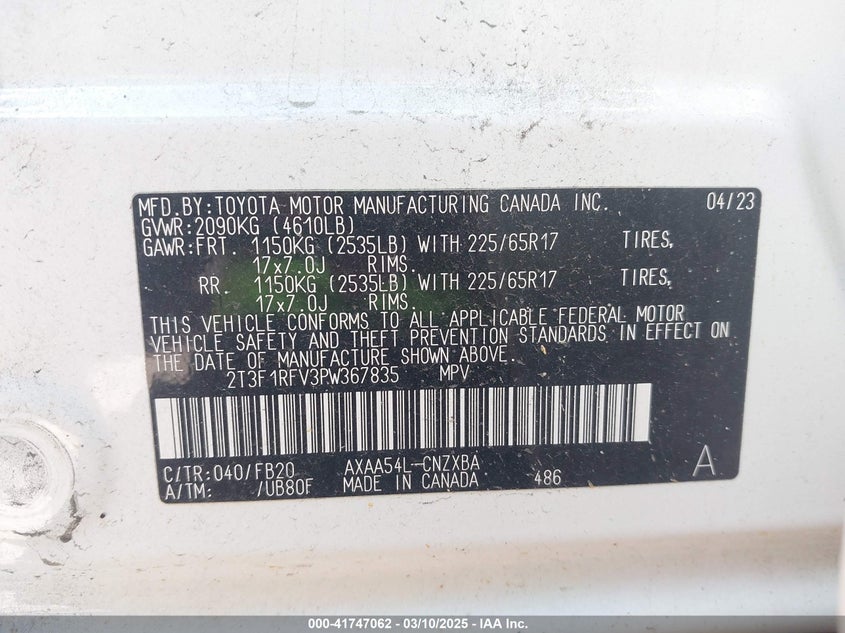 MFD.BY:TOYOTA MOTOR MANUFACTURING CANADA INC. 04/23
GVWR:2090KG (4610LB)
GAWR:FRT. 1150KG (2535LB) WITH 225/65R17 TIRES,
17x7.0J RIMS.
RR. 1150KG (2535LB) WITH 225/65R17 TIRES,
17x7.0J RIMS.
THIS VEHICLE CONFORMS TO ALL APPLICABLE FEDERAL MOTOR
VEHICLE SAFETY AND THEFT PREVENTION STANDARDS IN EFFECT ON
THE DATE OF MANUFACTURE SHOWN ABOVE.
2T3F1RFV3PW367835 MPV
C/TR:040/FB20 AXAA54L-CNZXBA A
A/TM: /UB80F MADE IN CANADA 486
000-41747062 — 03/10/2025 — IAA Inc.